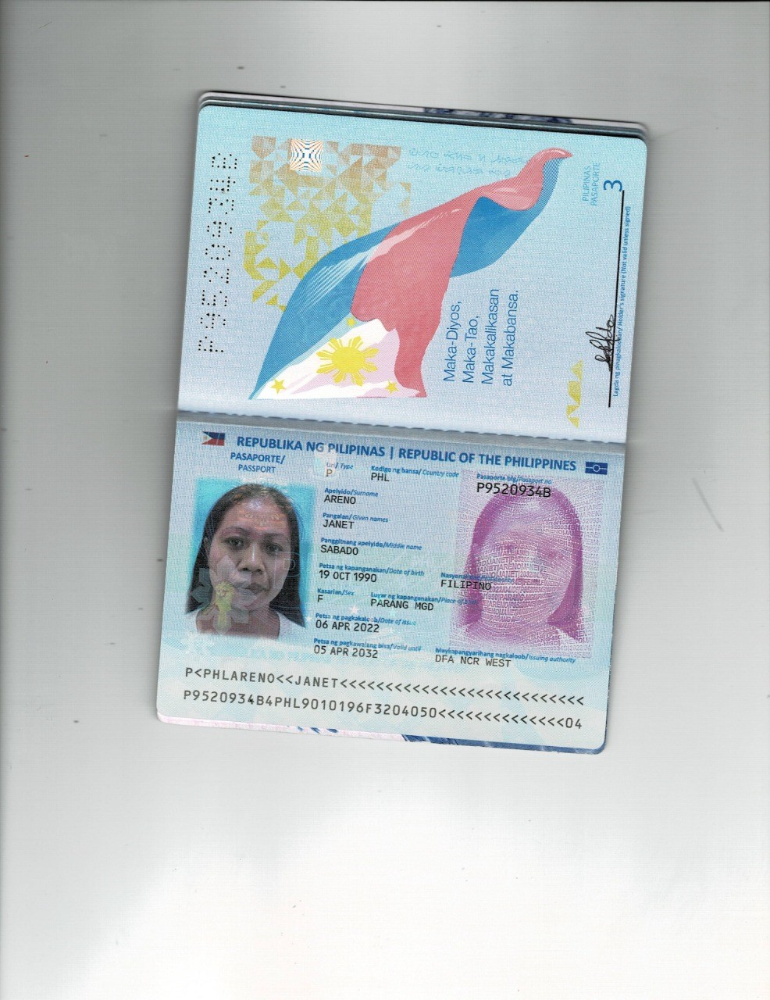 P9520934B
PILIPINAS
PASAPORTE
3
Maka-Diyos,
Maka-Tao,
Makakalikasan
at Makabansa.
Lagda ng pinagkalooban/ Holder's signature (Not valid unless signed)
REPUBLIKA NG PILIPINAS | REPUBLIC OF THE PHILIPPINES
PASAPORTE/
PASSPORT
Uri/ Type
P
Kodigo ng bansa/ Country code
PHL
Pasaporte blg/Passport no
P9520934B
Apelyido/Surname
ARENO
Pangalan/ Given names
JANET
Panggitnang apelyido/Middle name
SABADO
Petsa ng kapanganakan/Date of birth
19 OCT 1990
Nasyonalidad/Nationality
FILIPINO
Kasarian/Sex
F
Lugar ng kapanganakan/Place of birth
PARANG MGD
Petsa ng pagkakaloob/Date of issue
06 APR 2022
Petsa ng pagkawalang bisa/Valid until
05 APR 2032
Maykapangyarihang nagkaloob/Issuing authority
DFA NCR WEST
P<PHLARENO<<JANET<<<<<<<<<<<<<<<<<<<<<<<<<<<
P9520934B4PHL9010196F3204050<<<<<<<<<<<<<<04